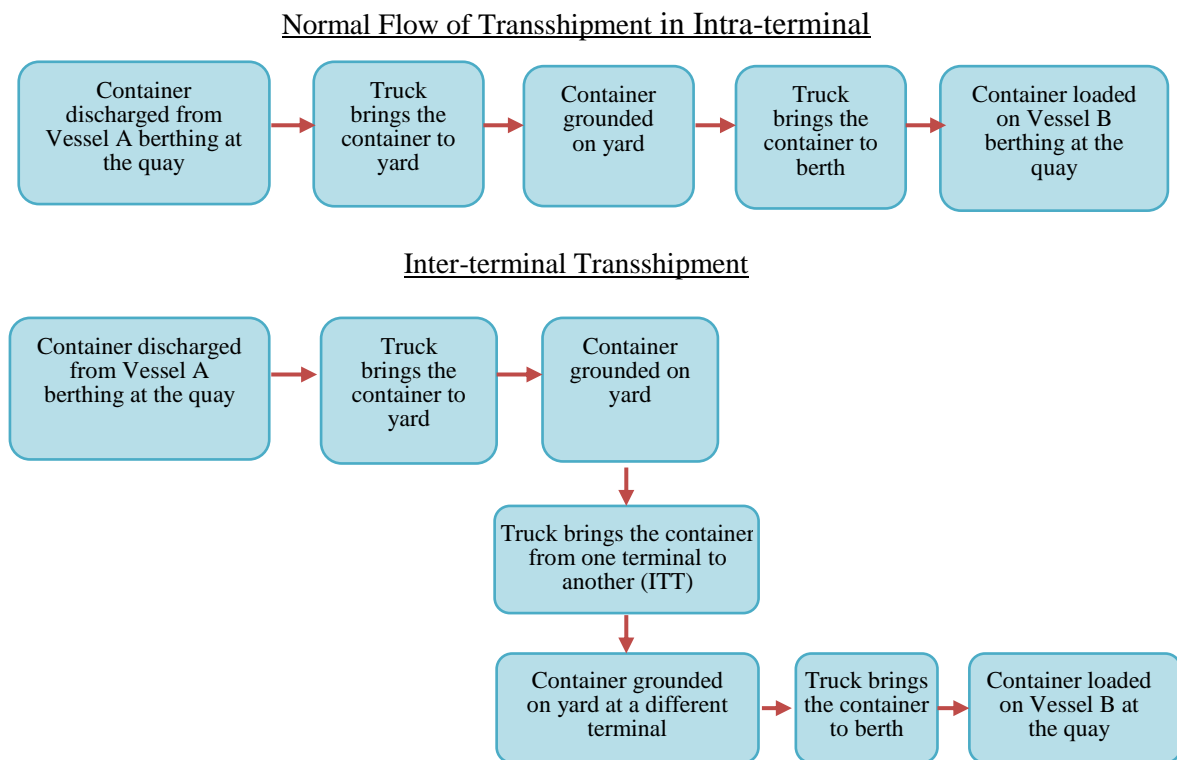 Normal Flow of Transshipment in Intra-terminal
Container
discharged from
Vessel A berthing at
the quay
Truck
brings the
container to
yard
Container
grounded
on yard
Truck
brings the
container to
berth
Container loaded
on Vessel B
berthing at the
quay
Inter-terminal Transshipment
Container discharged
from Vessel A
berthing at the quay
Truck
brings the
container to
yard
Container
grounded on
yard
Truck brings the container
from one terminal to
another (ITT)
Container grounded
on yard at a different
terminal
Truck brings
the container
to berth
Container loaded
on Vessel B at
the quay